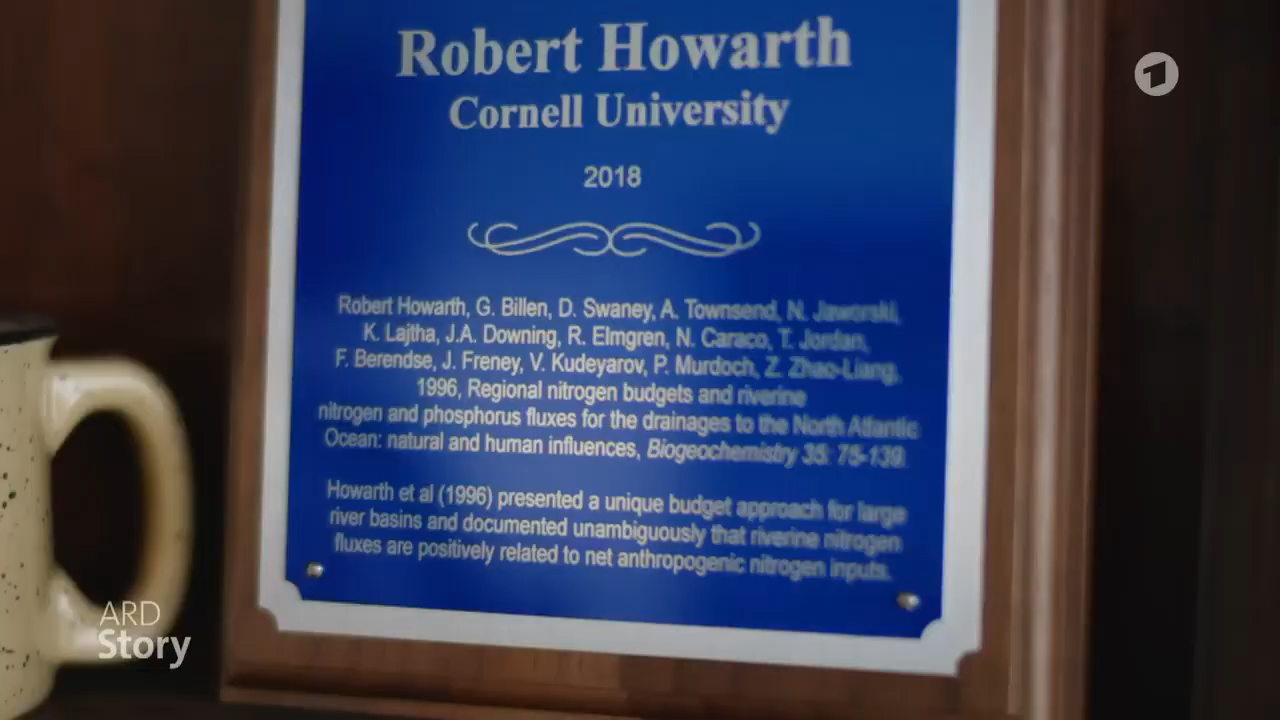 Robert Howarth
Cornell University
2018
Robert Howarth, G. Billen, D. Swaney, A. Townsend, N. Jaworski,
K. Lajtha, J.A. Downing, R. Elmgren, N. Caraco, T. Jordan,
F. Berendse, J. Freney, V. Kudeyarov, P. Murdoch, Z. Zhao-Liang,
1996, Regional nitrogen budgets and riverine
nitrogen and phosphorus fluxes for the drainages to the North Atlantic
Ocean: natural and human influences, Biogeochemistry 35: 75-139.
Howarth et al (1996) presented a unique budget approach for large
river basins and documented unambiguously that riverine nitrogen
fluxes are positively related to net anthropogenic nitrogen inputs.
1
ARD
Story